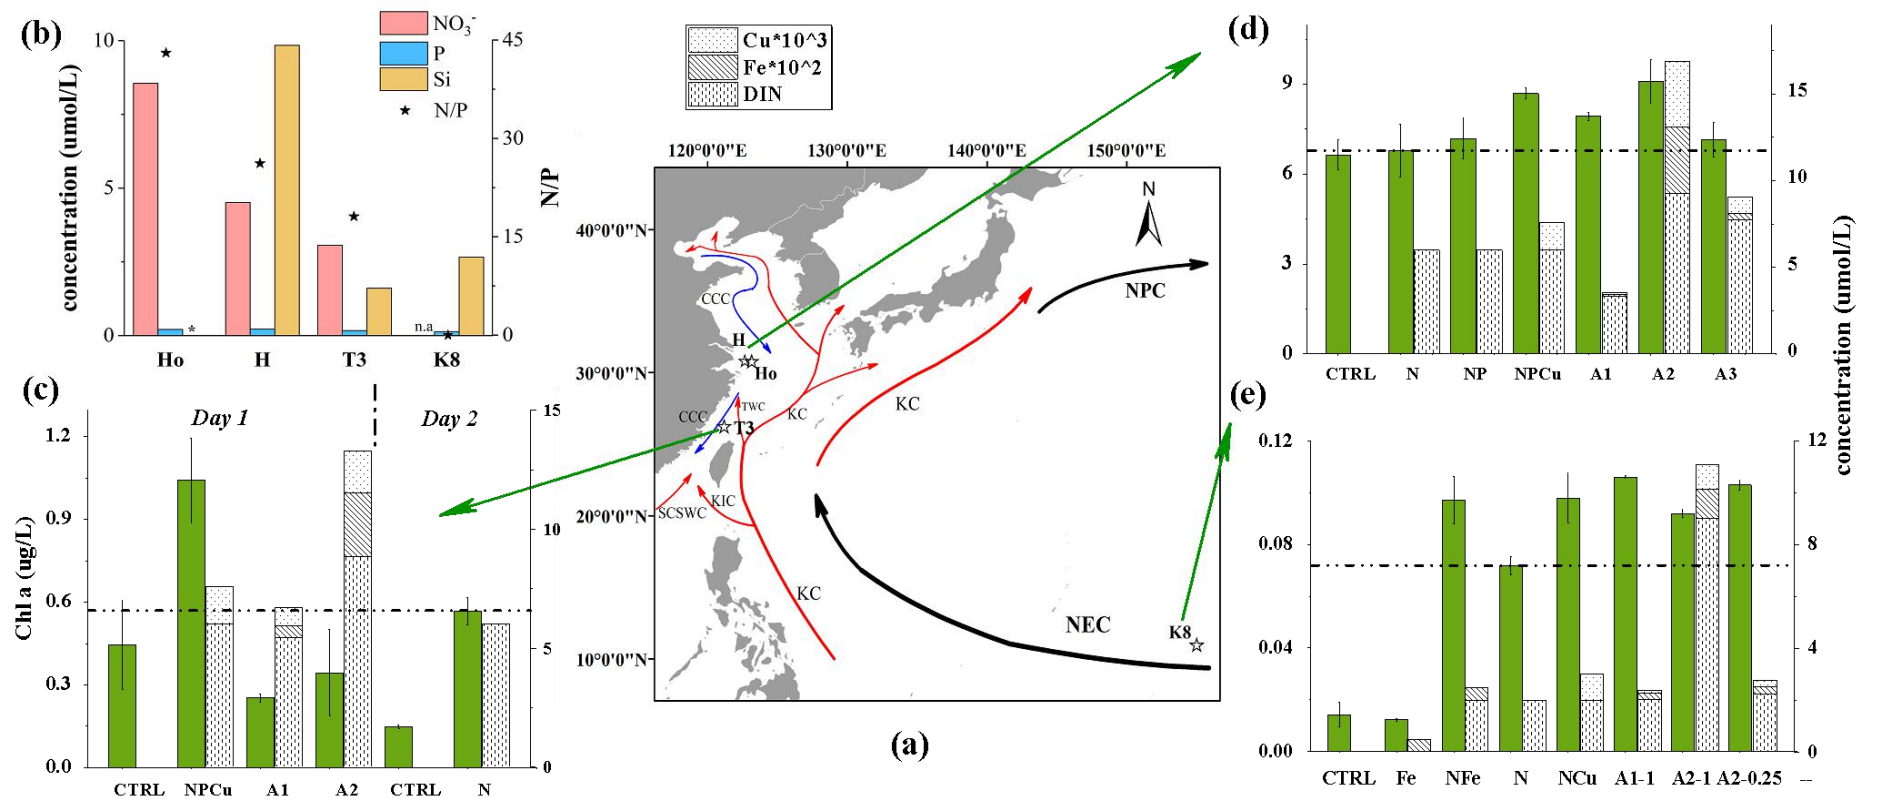 (b)
NO3-
P
Si
N/P
10
5
0
concentration (umol/L)
45
30
15
0
N/P
*
n.a
Ho H T3 K8
Cu*10^3
Fe*10^2
DIN
120°0'0"E 130°0'0"E 140°0'0"E 150°0'0"E
40°0'0"N
30°0'0"N
20°0'0"N
10°0'0"N
N
NPC
CCC
H
Ho
KC
CCC
TWC
KC
T3
KIC
SCSWC
KC
NEC
K8
(a)
(c)
Day 1
Day 2
1.2
0.9
0.6
0.3
0.0
Chl a (ug/L)
15
10
5
0
CTRL NPCu A1 A2 CTRL N
(d)
9
6
3
0
15
10
5
0
CTRL N NP NPCu A1 A2 A3
concentration (umol/L)
(e)
0.12
0.08
0.04
0.00
12
8
4
0
CTRL Fe NFe N NCu A1-1 A2-1 A2-0.25 --